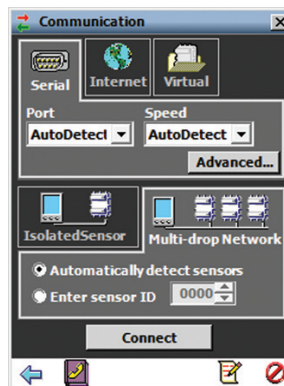 Communication
Serial
Internet
Virtual
Port Speed
AutoDetect AutoDetect
Advanced...
IsolatedSensor
Multi-drop Network
Automatically detect sensors
Enter sensor ID 0000
Connect